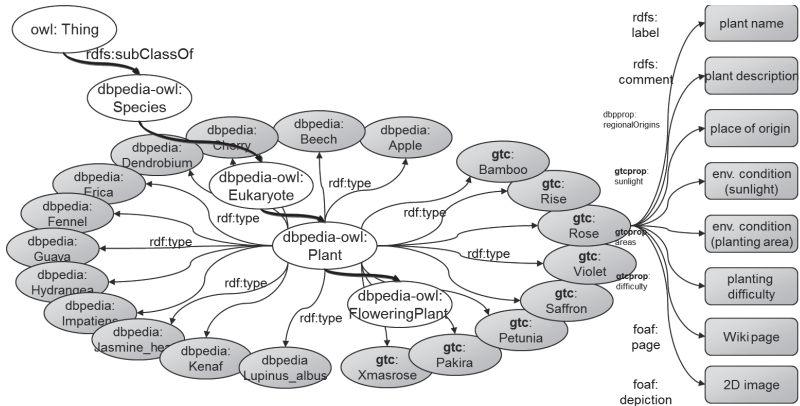 owl: Thing
rdfs:subClassOf
dbpedia-owl:
Species
dbpedia:
Dendrobium
dbpedia:
Cherry
dbpedia:
Beech
dbpedia:
Apple
dbpedia-owl:
Eukaryote
dbpedia:
Erica
dbpedia:
Fennel
dbpedia:
Guava
dbpedia:
Hydrangea
dbpedia:
Impatiens
dbpedia:
dbpedia:
Kenaf
dbpedia
Lupinus_albus
rdf:type
rdf:type
rdf:type
rdf:type
rdf:type
rdf:type
rdf:type
dbpedia-owl:
Plant
dbpedia-owl:
FloweringPlant
gtc:
Bamboo
gtc:
Rise
gtc:
Rose
gtc:
Violet
gtc:
Saffron
gtc:
Petunia
gtc:
Pakira
gtc:
Xmasrose
rdfs:
label
rdfs:
comment
dbpprop:
regionalOrigins
gtcprop:
sunlight
gtcprop:
areas
gtcprop:
difficulty
foaf:
page
foaf:
depiction
plant name
plant description
place of origin
env. condition
(sunlight)
env. condition
(planting area)
planting
difficulty
Wiki page
2D image